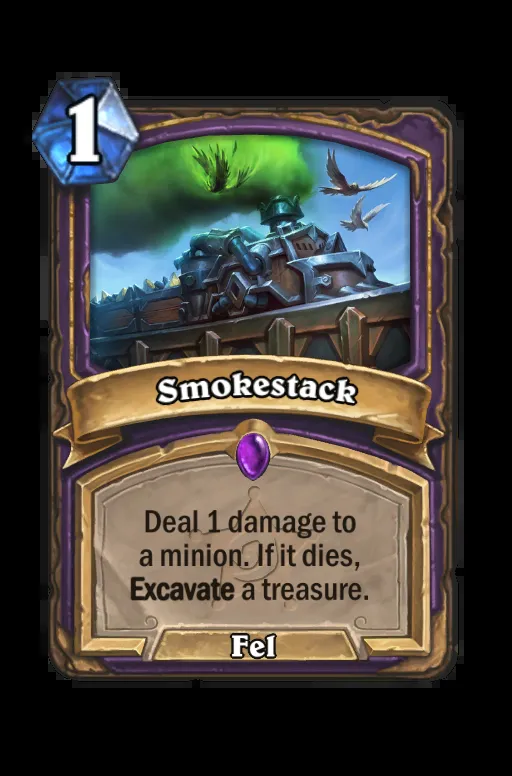 1
Smokestack
Deal 1 damage to
a minion. If it dies,
Excavate a treasure.
Fel